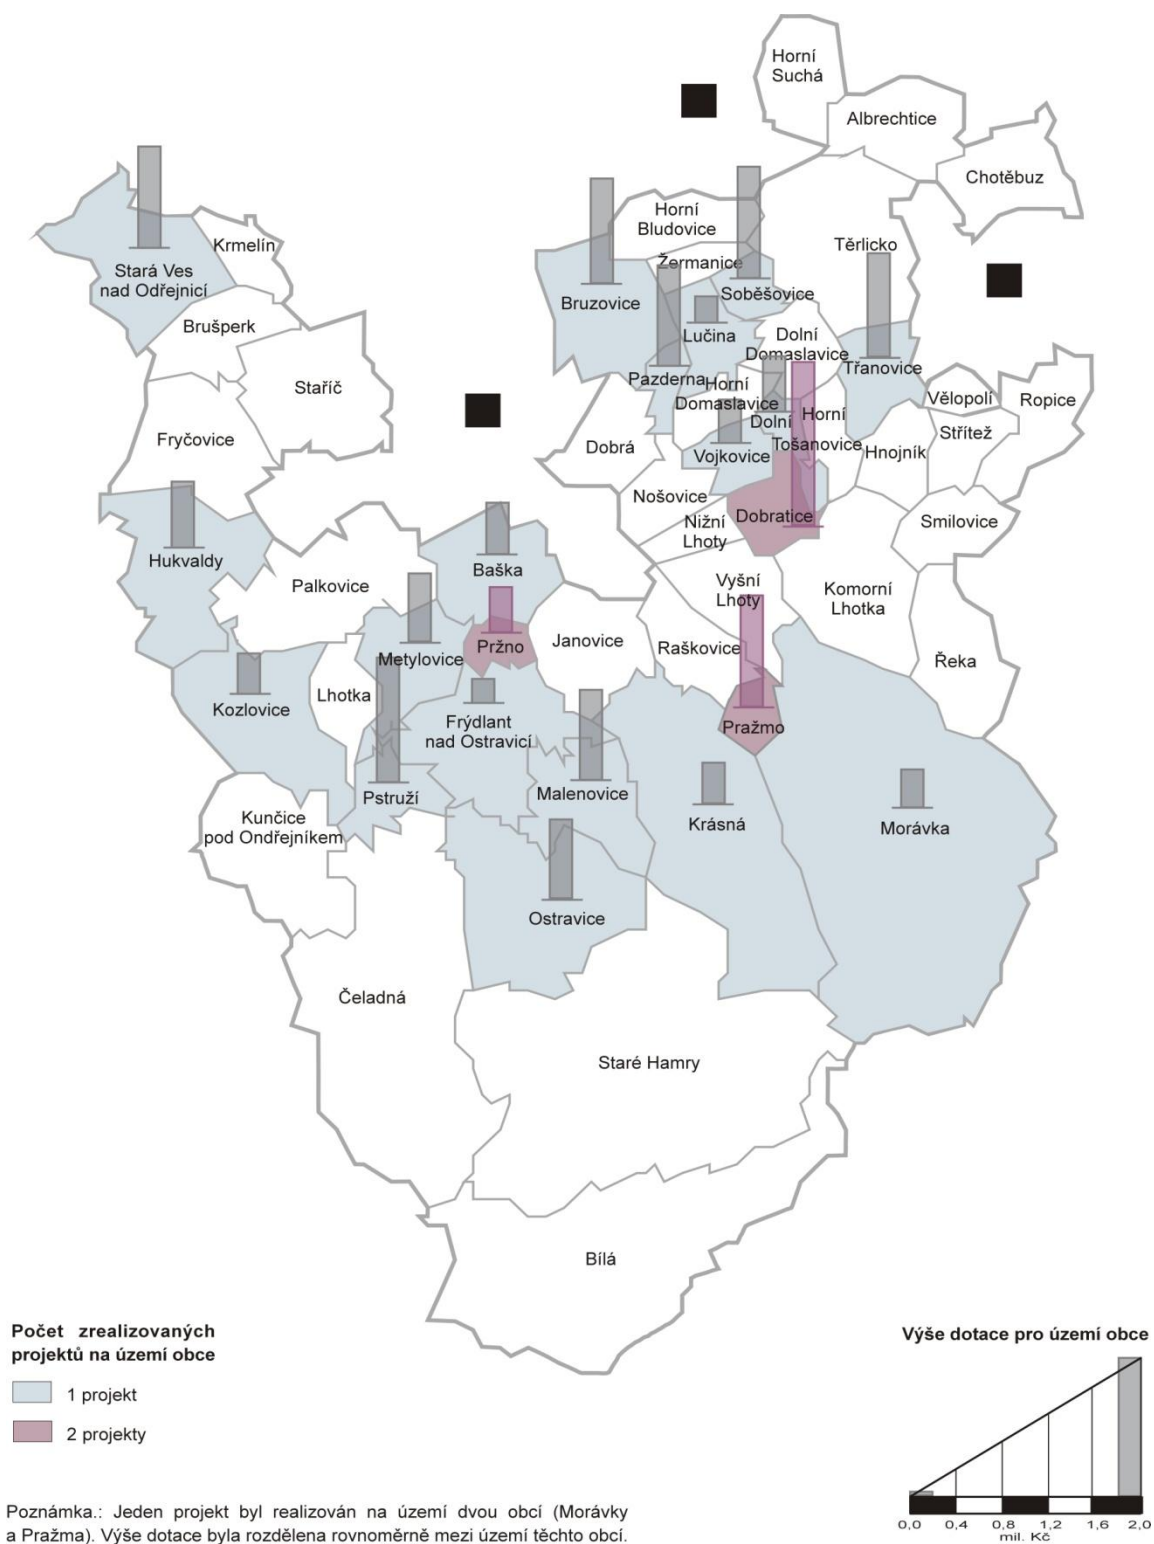 Horní
Suchá
Albrechtice
Chotěbuz
Horní
Bludovice
Krmelín
Těrlicko
Žermanice
Stará Ves
nad Odřejnicí
Soběšovice
Bruzovice
Brušperk
Lučina
Dolní
Domaslavice
Třanovice
Pazderna
Horní
Domaslavice
Staříč
Vělopolí
Ropice
Dolní
Horní
Tošanovice
Střítež
Fryčovice
Dobrá
Vojkovice
Hnojník
Nošovice
Dobratice
Smilovice
Nižní
Lhoty
Hukvaldy
Baška
Palkovice
Vyšní
Lhoty
Komorní
Lhotka
Pržno
Janovice
Raškovice
Metylovice
Řeka
Lhotka
Kozlovice
Frýdlant
nad Ostravicí
Pražmo
Pstruží
Malenovice
Krásná
Morávka
Kunčice
pod Ondřejníkem
Ostravice
Čeladná
Staré Hamry
Bílá
Počet zrealizovaných
projektů na území obce
1 projekt
2 projekty
Výše dotace pro území obce
0,0 0,4 0,8 1,2 1,6 2,0
mil. Kč
Poznámka.: Jeden projekt byl realizován na území dvou obcí (Morávky
a Pražma). Výše dotace byla rozdělena rovnoměrně mezi území těchto obcí.